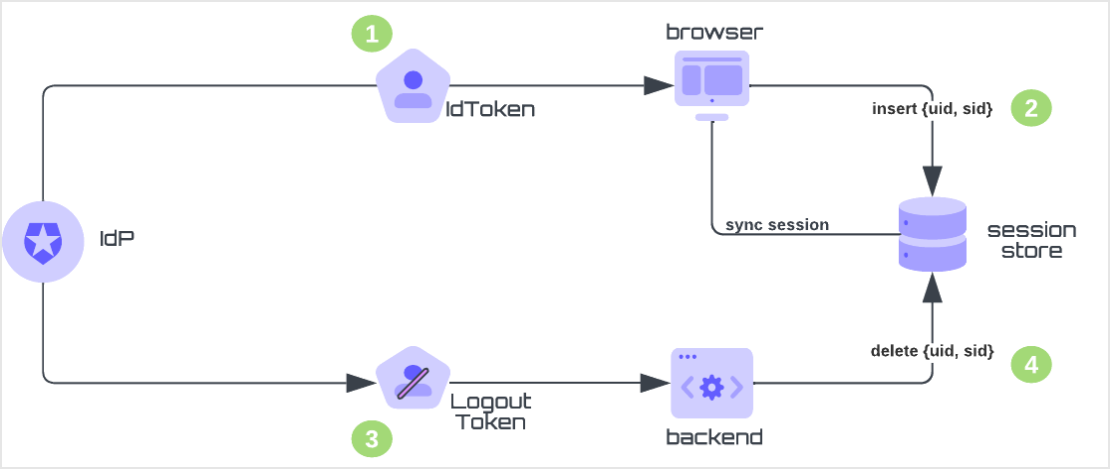 1
browser
IdToken
insert {uid, sid}
2
IdP
sync session
session
store
delete {uid, sid}
4
Logout
Token
3
backend